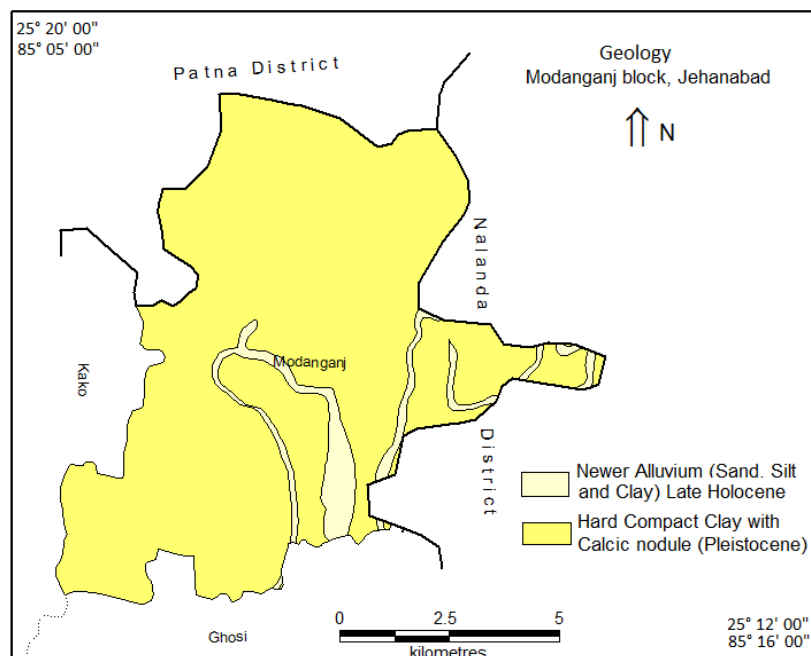 25° 20' 00"
85° 05' 00"
Patna District
Geology
Modanganj block, Jehanabad
N
Nalanda
Kako
Modanganj
District
Newer Alluvium (Sand. Silt
and Clay) Late Holocene
Hard Compact Clay with
Calcic nodule (Pleistocene)
Ghosi
0 2.5 5
kilometres
25° 12' 00"
85° 16' 00"